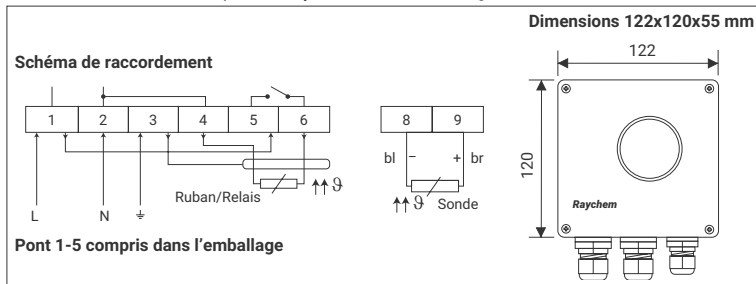 Dimensions 122x120x55 mm
Schéma de raccordement
122
1 2 3 4 5 6
8 9
bl − + br
120
Ruban/Relais
Sonde
ϑ
ϑ
L N
Raychem
Pont 1-5 compris dans l’emballage